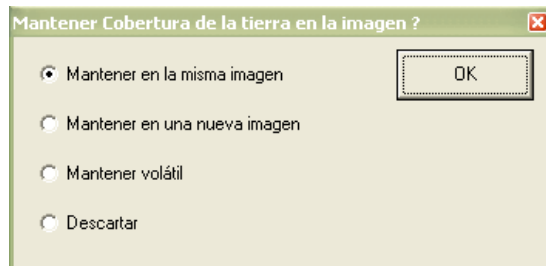 Mantener Cobertura de la tierra en la imagen ?
Mantener en la misma imagen
OK
Mantener en una nueva imagen
Mantener volátil
Descartar